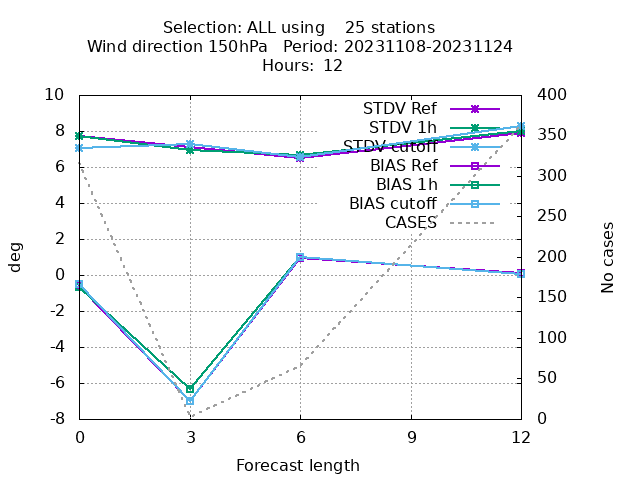 Selection: ALL using 25 stations
Wind direction 150hPa Period: 20231108-20231124
Hours: 12
STDV Ref
STDV 1h
STDV cutoff
BIAS Ref
BIAS 1h
BIAS cutoff
CASES
10
8
6
4
2
0
-2
-4
-6
-8
deg
400
350
300
250
200
150
100
50
0
No cases
0 3 6 9 12
Forecast length